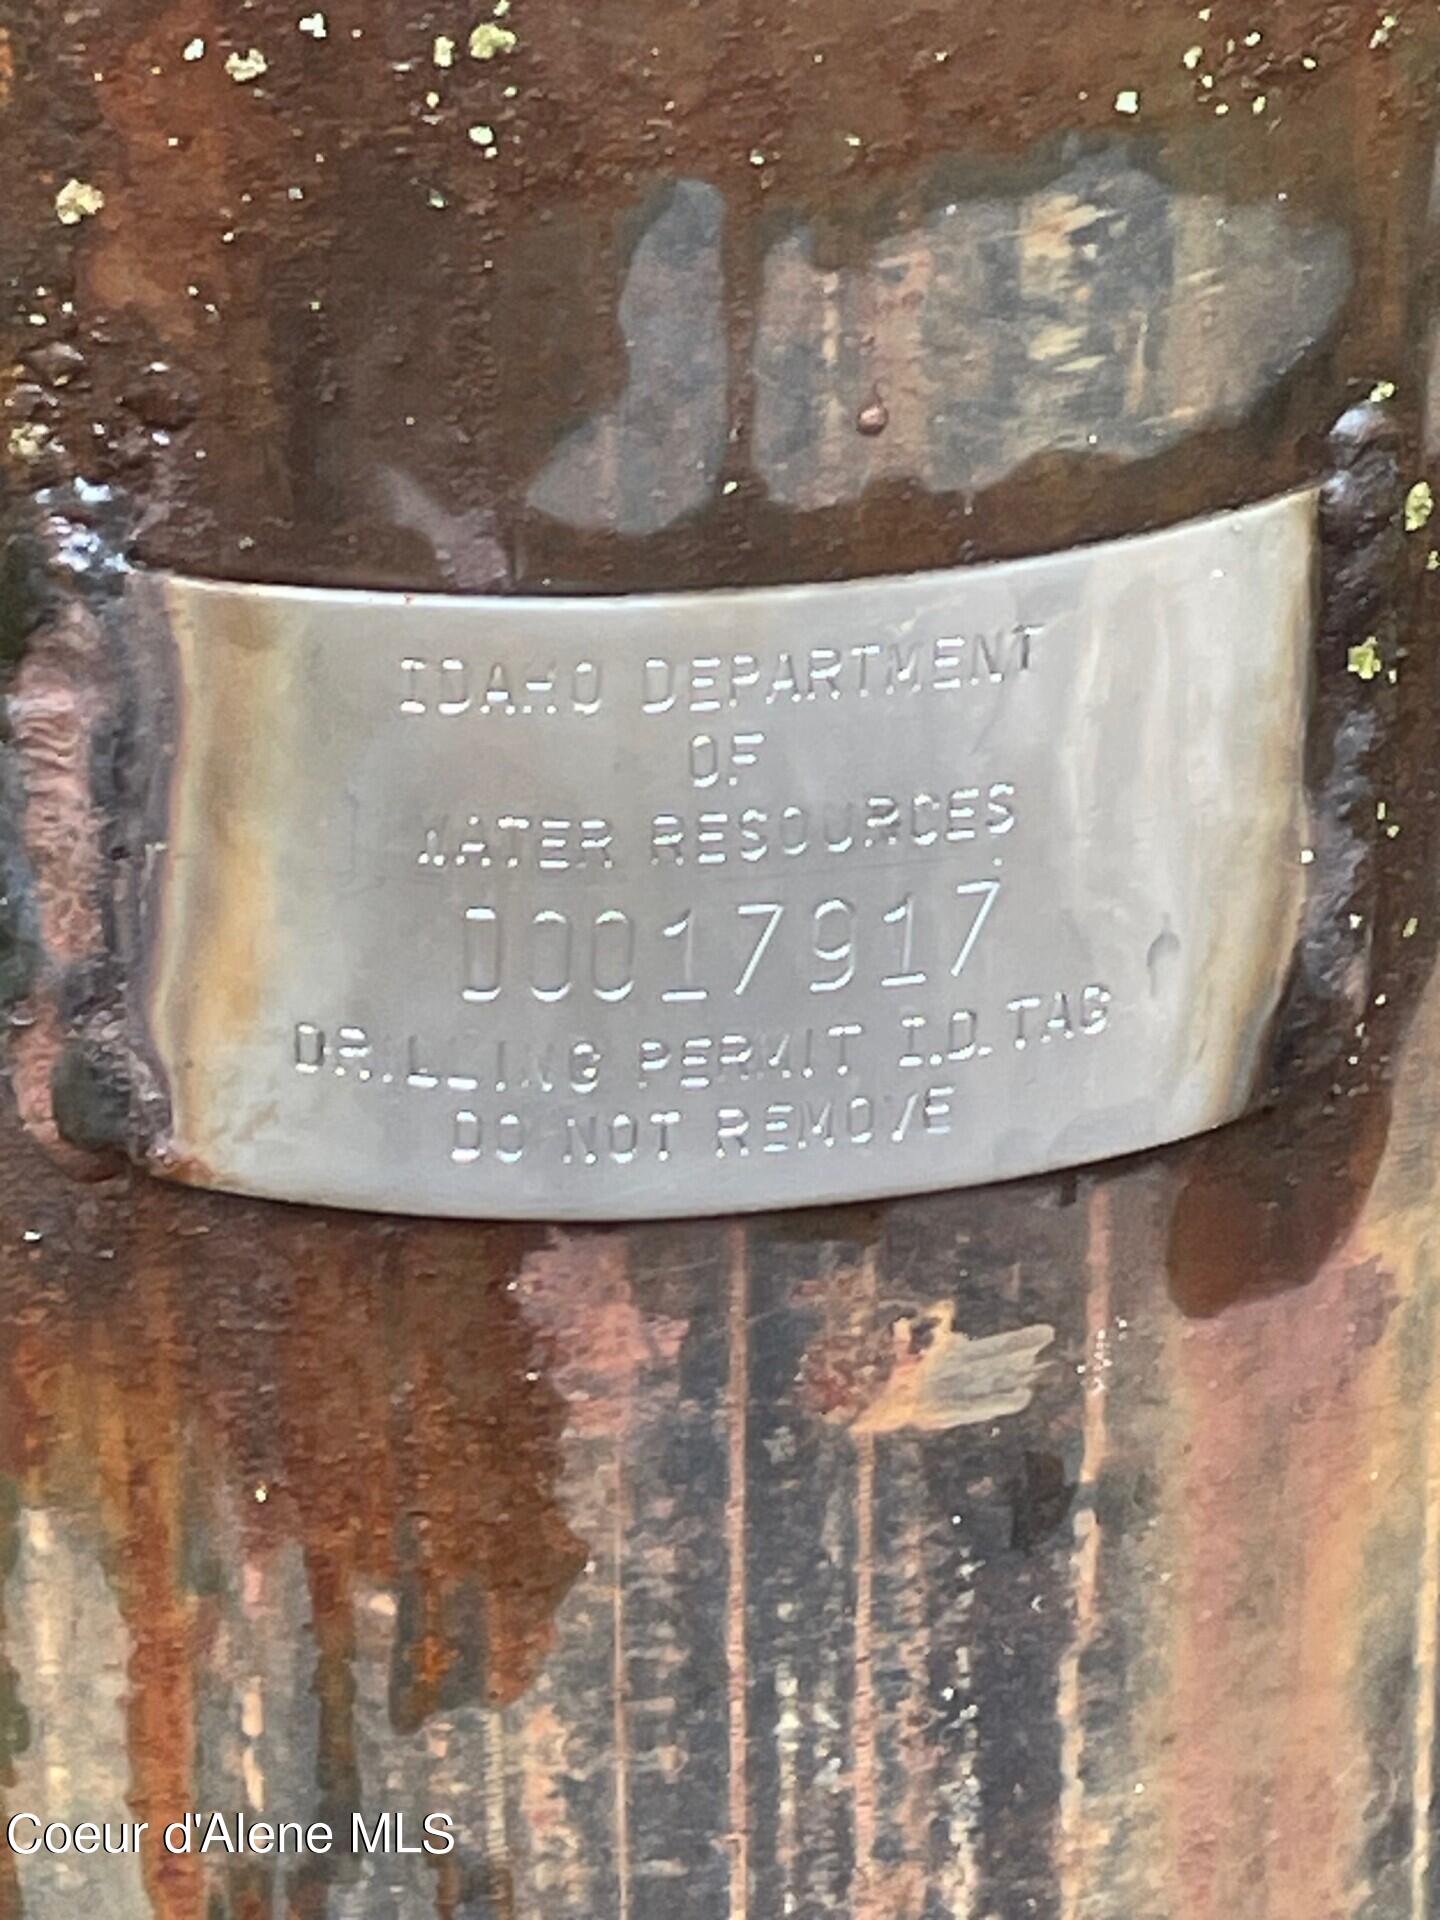 IDAHO DEPARTMENT
OF
WATER RESOURCES
D0017917
DRILLING PERMIT I.D. TAG
DO NOT REMOVE
Coeur d'Alene MLS